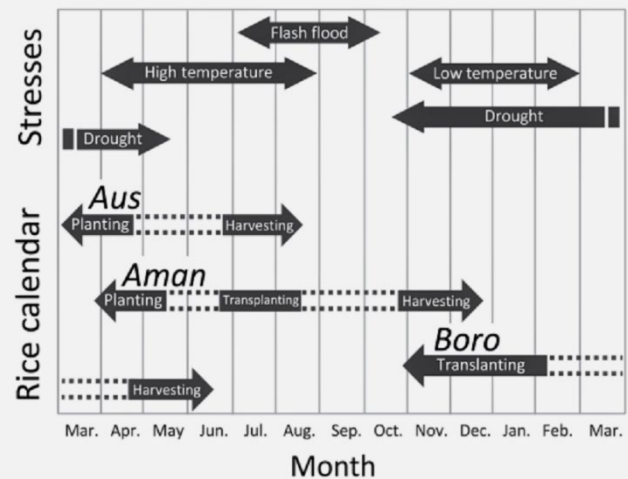 Stresses
Flash flood
High temperature
Low temperature
Drought
Drought
Rice calendar
Aus
Planting
Harvesting
Aman
Planting
Transplanting
Harvesting
Boro
Translanting
Harvesting
Mar. Apr. May Jun. Jul. Aug. Sep. Oct. Nov. Dec. Jan. Feb. Mar.
Month